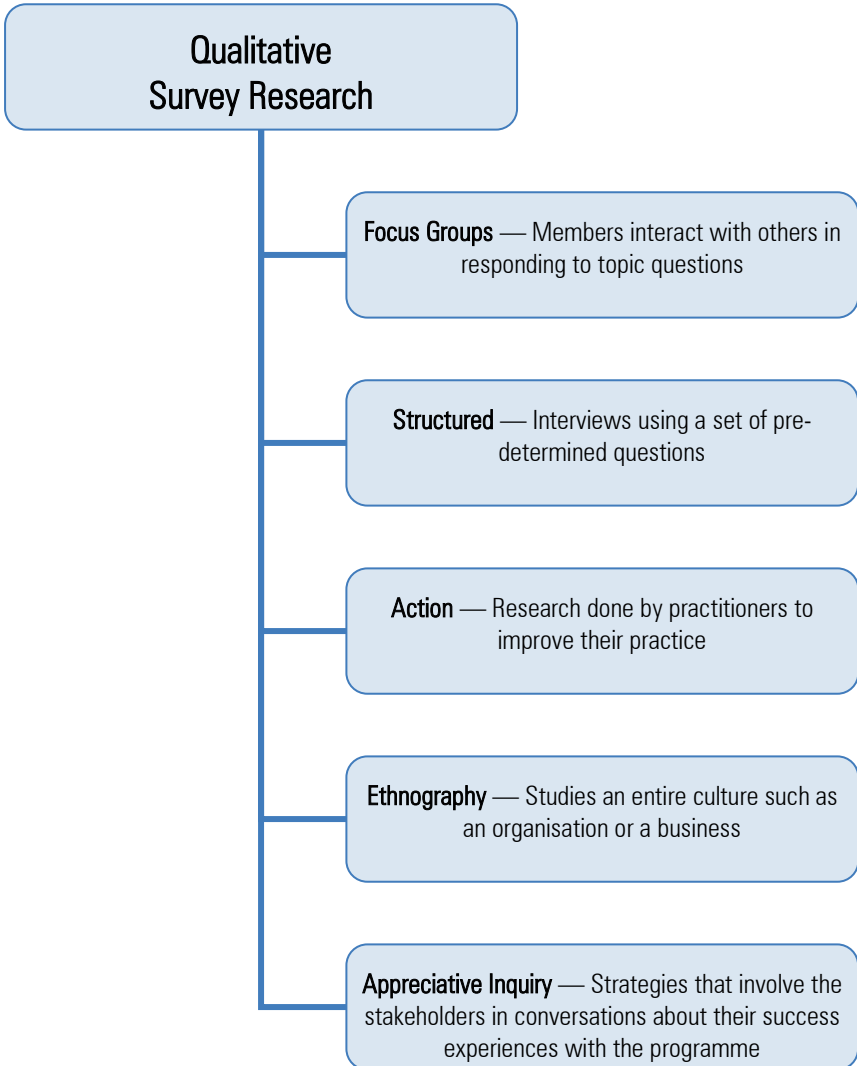 Qualitative
Survey Research
Focus Groups — Members interact with others in
responding to topic questions
Structured — Interviews using a set of pre-
determined questions
Action — Research done by practitioners to
improve their practice
Ethnography — Studies an entire culture such as
an organisation or a business
Appreciative Inquiry — Strategies that involve the
stakeholders in conversations about their success
experiences with the programme